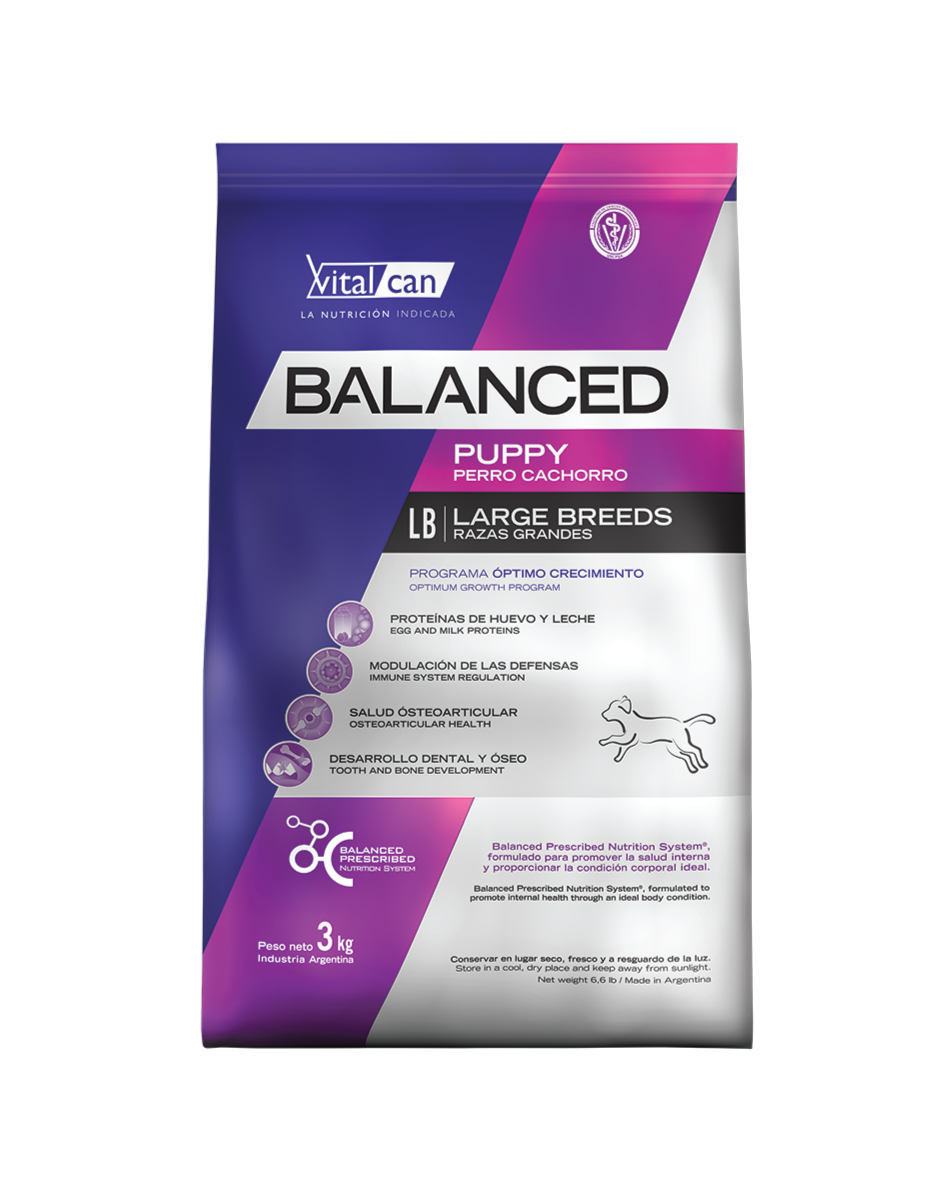 vital can
LA NUTRICIÓN INDICADA
BALANCED
PUPPY
PERRO CACHORRO
LB
LARGE BREEDS
RAZAS GRANDES
PROGRAMA ÓPTIMO CRECIMIENTO
OPTIMUM GROWTH PROGRAM
PROTEÍNAS DE HUEVO Y LECHE
EGG AND MILK PROTEINS
MODULACIÓN DE LAS DEFENSAS
IMMUNE SYSTEM REGULATION
SALUD ÓSTEOARTICULAR
OSTEOARTICULAR HEALTH
DESARROLLO DENTAL Y ÓSEO
TOOTH AND BONE DEVELOPMENT
BALANCED
PRESCRIBED
NUTRITION SYSTEM
Balanced Prescribed Nutrition System®,
formulado para promover la salud interna
y proporcionar la condición corporal ideal.
Balanced Prescribed Nutrition System®, formulated to
promote internal health through an ideal body condition.
Peso neto 3 kg
Industria Argentina
Conservar en lugar seco, fresco y a resguardo de la luz.
Store in a cool, dry place and keep away from sunlight.
Net weight 6,6 lb / Made in Argentina